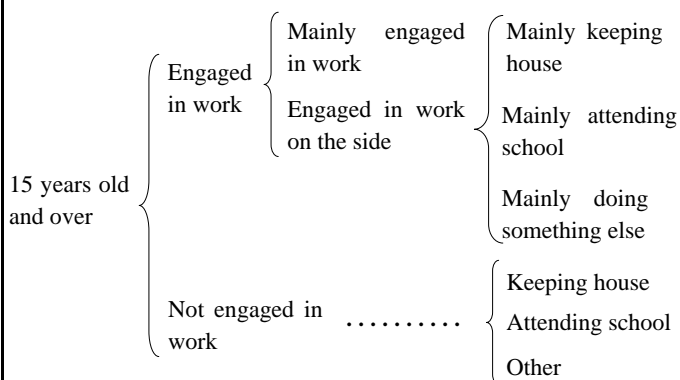 15 years old
and over
Engaged
in work
Mainly engaged
in work
Engaged in work
on the side
Mainly keeping
house
Mainly attending
school
Mainly doing
something else
Not engaged in
work
..........
Keeping house
Attending school
Other